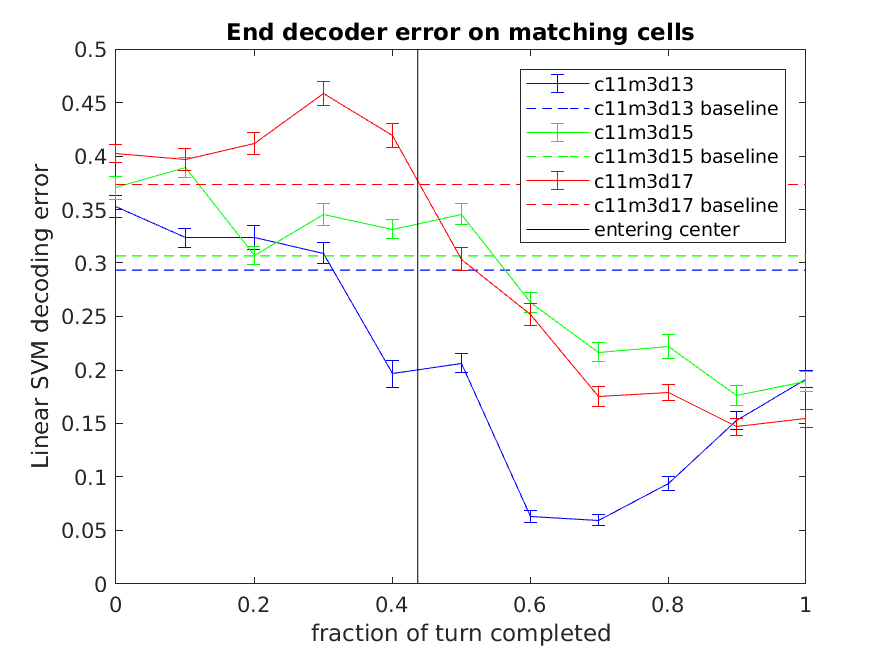 End decoder error on matching cells
0.5
0.45
0.4
0.35
0.3
0.25
0.2
0.15
0.1
0.05
0
Linear SVM decoding error
c11m3d13
c11m3d13 baseline
c11m3d15
c11m3d15 baseline
c11m3d17
c11m3d17 baseline
entering center
0 0.2 0.4 0.6 0.8 1
fraction of turn completed